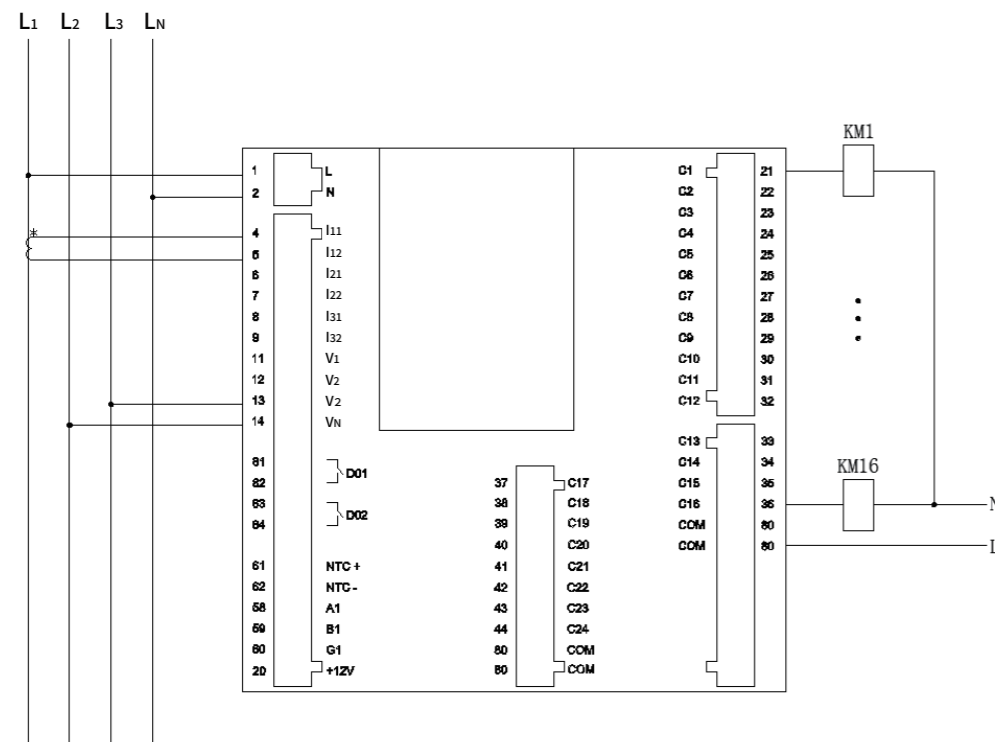 L1 L2 L3 LN
KM1
1 L
2 N
4 I11
5 I12
6 I21
7 I22
8 I31
9 I32
11 V1
12 V2
13 V2
14 VN
81 D01
82
83 D02
84
61 NTC+
62 NTC-
58 A1
59 B1
60 G1
20 +12V
37 C17
38 C18
39 C19
40 C20
41 C21
42 C22
43 C23
44 C24
80 COM
80 COM
C1 21
C2 22
C3 23
C4 24
C5 25
C6 26
C7 27
C8 28
C9 29
C10 30
C11 31
C12 32
C13 33
C14 34
C15 35
C16 36
COM 80
COM 80
KM16
N
L